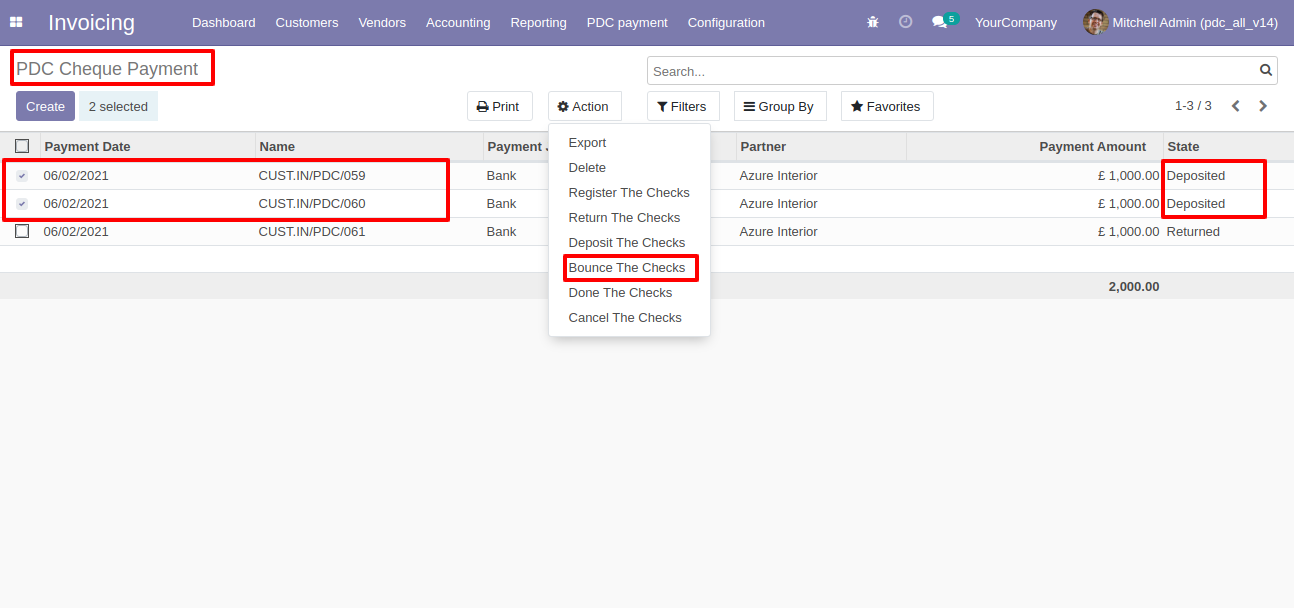 Invoicing Dashboard Customers Vendors Accounting Reporting PDC payment Configuration 5 YourCompany Mitchell Admin (pdc_all_v14)
PDC Cheque Payment
Search...
Create 2 selected Print Action Filters Group By Favorites 1-3 / 3
Payment Date Name Payment Partner Payment Amount State
06/02/2021 CUST.IN/PDC/059 Bank Azure Interior £ 1,000.00 Deposited
06/02/2021 CUST.IN/PDC/060 Bank Azure Interior £ 1,000.00 Deposited
06/02/2021 CUST.IN/PDC/061 Bank Azure Interior £ 1,000.00 Returned
2,000.00
Export
Delete
Register The Checks
Return The Checks
Deposit The Checks
Bounce The Checks
Done The Checks
Cancel The Checks